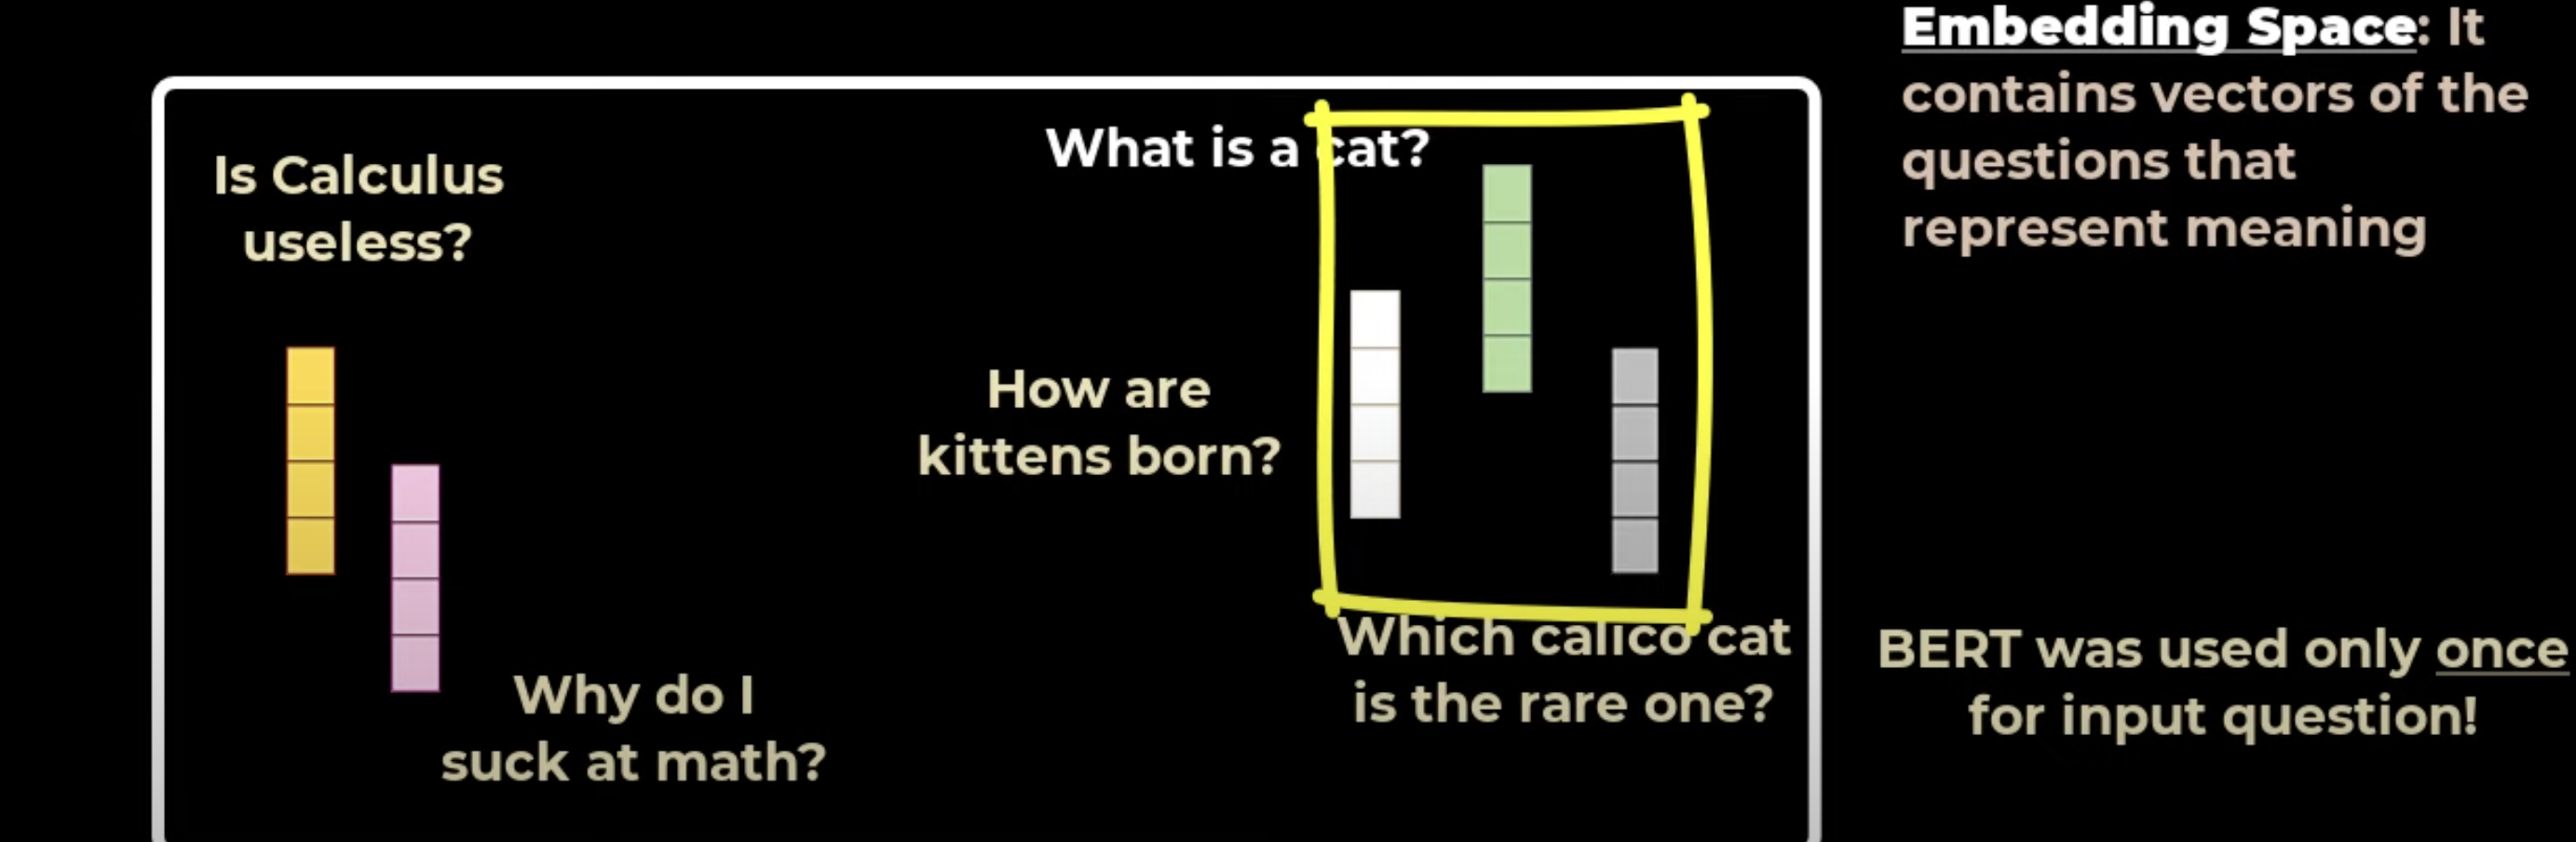 Embedding Space: It
contains vectors of the
questions that
represent meaning
What is a cat?
Is Calculus
useless?
How are
kittens born?
Which calico cat
is the rare one?
Why do I
suck at math?
BERT was used only once
for input question!